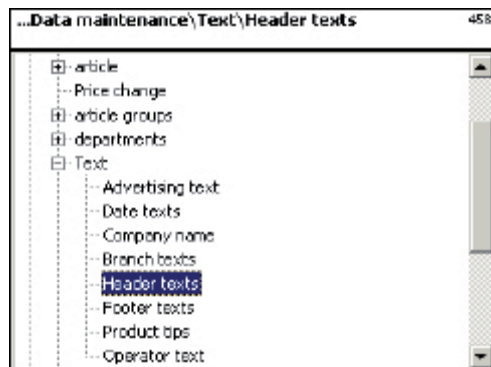 ...Data maintenance\Text\Header texts 458
article
Price change
article groups
departments
Text
Advertising text
Date texts
Company name
Branch texts
Header texts
Footer texts
Product tips
Operator text